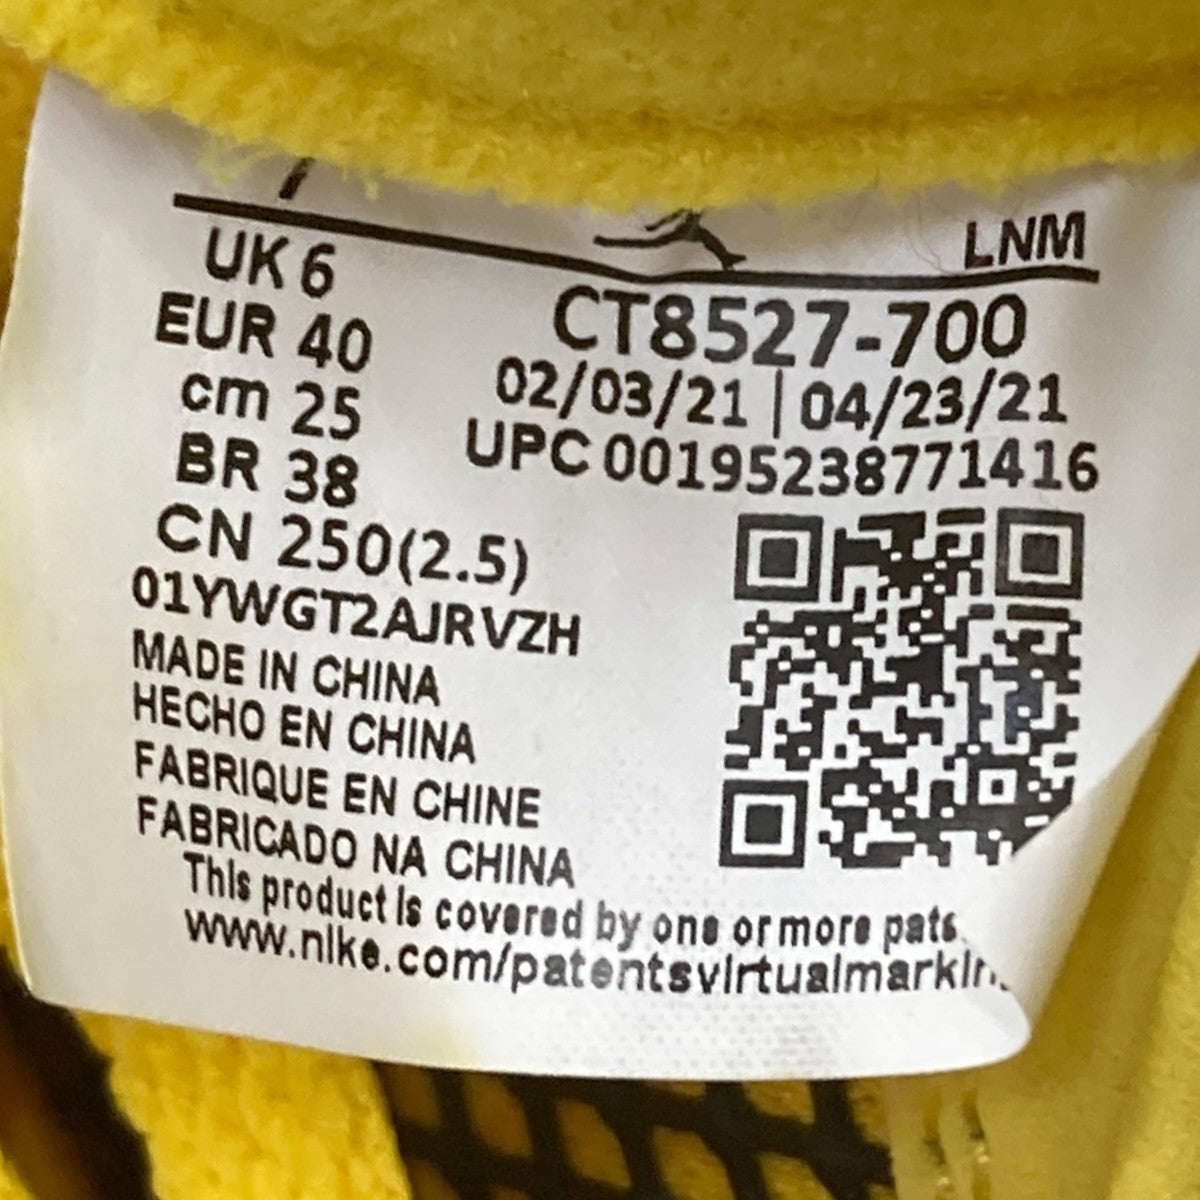 LNM
UK 6
EUR 40
cm 25
BR 38
CN 250(2.5)
CT8527-700
02/03/21 | 04/23/21
UPC 00195238771416
01YWGT2AJRVZH
MADE IN CHINA
HECHO EN CHINA
FABRIQUE EN CHINE
FABRICADO NA CHINA
This product is covered by one or more pats.
www.nike.com/patentsvirtualmarkin